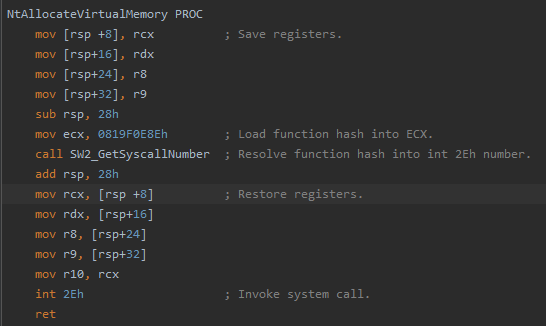 NtAllocateVirtualMemory PROC
    mov [rsp +8], rcx          ; Save registers.
    mov [rsp+16], rdx
    mov [rsp+24], r8
    mov [rsp+32], r9
    sub rsp, 28h
    mov ecx, 0819F0E8Eh        ; Load function hash into ECX.
    call SW2_GetSyscallNumber  ; Resolve function hash into int 2Eh number.
    add rsp, 28h
    mov rcx, [rsp +8]          ; Restore registers.
    mov rdx, [rsp+16]
    mov r8, [rsp+24]
    mov r9, [rsp+32]
    mov r10, rcx
    int 2Eh                    ; Invoke system call.
    ret